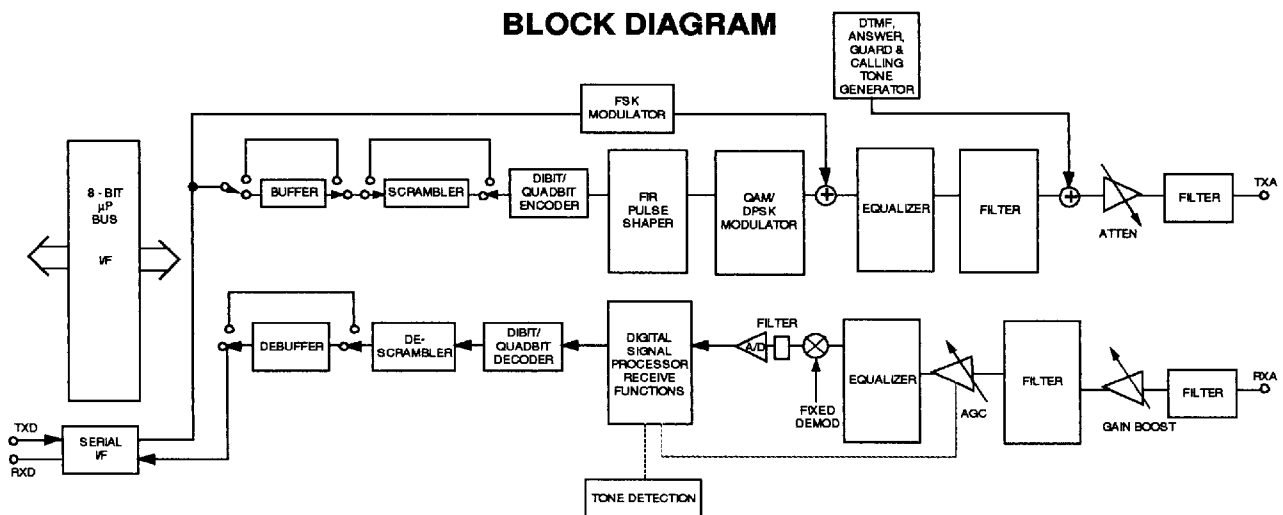 BLOCK DIAGRAM
DTMF,
ANSWER,
GUARD &
CALLING
TONE
GENERATOR
FSK
MODULATOR
8 - BIT
µP
BUS
I/F
BUFFER
SCRAMBLER
DIBIT/
QUADBIT
ENCODER
FIR
PULSE
SHAPER
QAM/
DPSK
MODULATOR
EQUALIZER
FILTER
ATTEN
FILTER
TXA
DEBUFFER
DE-
SCRAMBLER
DIBIT/
QUADBIT
DECODER
DIGITAL
SIGNAL
PROCESSOR
RECEIVE
FUNCTIONS
A/D
FILTER
FIXED
DEMOD
EQUALIZER
AGC
FILTER
GAIN BOOST
FILTER
RXA
TXD
RXD
SERIAL
I/F
TONE DETECTION